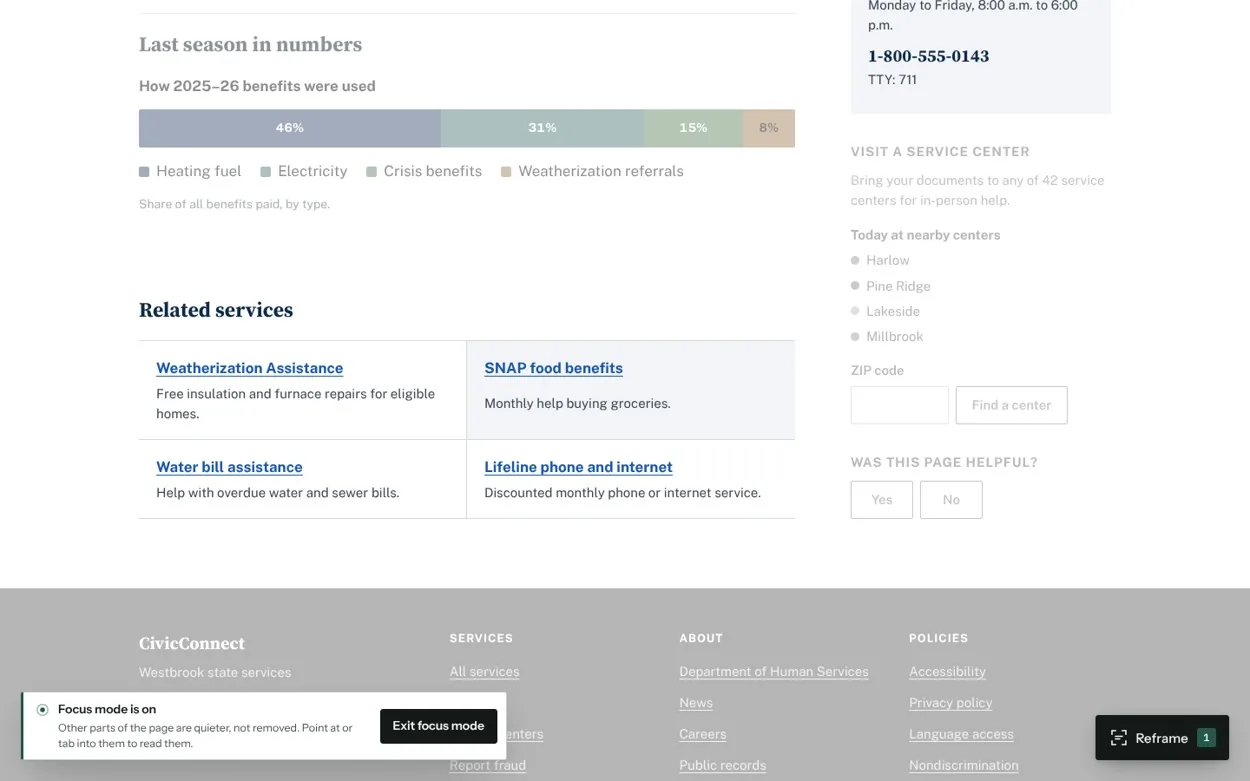 Monday to Friday, 8:00 a.m. to 6:00
p.m.
1-800-555-0143
TTY: 711
Last season in numbers
How 2025–26 benefits were used
46% 31% 15% 8%
Heating fuel Electricity Crisis benefits Weatherization referrals
Share of all benefits paid, by type.
VISIT A SERVICE CENTER
Bring your documents to any of 42 service
centers for in-person help.
Today at nearby centers
Harlow
Pine Ridge
Lakeside
Millbrook
ZIP code
Find a center
WAS THIS PAGE HELPFUL?
Yes No
Related services
Weatherization Assistance
Free insulation and furnace repairs for eligible
homes.
SNAP food benefits
Monthly help buying groceries.
Water bill assistance
Help with overdue water and sewer bills.
Lifeline phone and internet
Discounted monthly phone or internet service.
CivicConnect
Westbrook state services
SERVICES
All services
Report fraud
ABOUT
Department of Human Services
News
Careers
Public records
POLICIES
Accessibility
Privacy policy
Language access
Nondiscrimination
Focus mode is on
Other parts of the page are quieter, not removed. Point at or
tab into them to read them.
Exit focus mode
Reframe 1